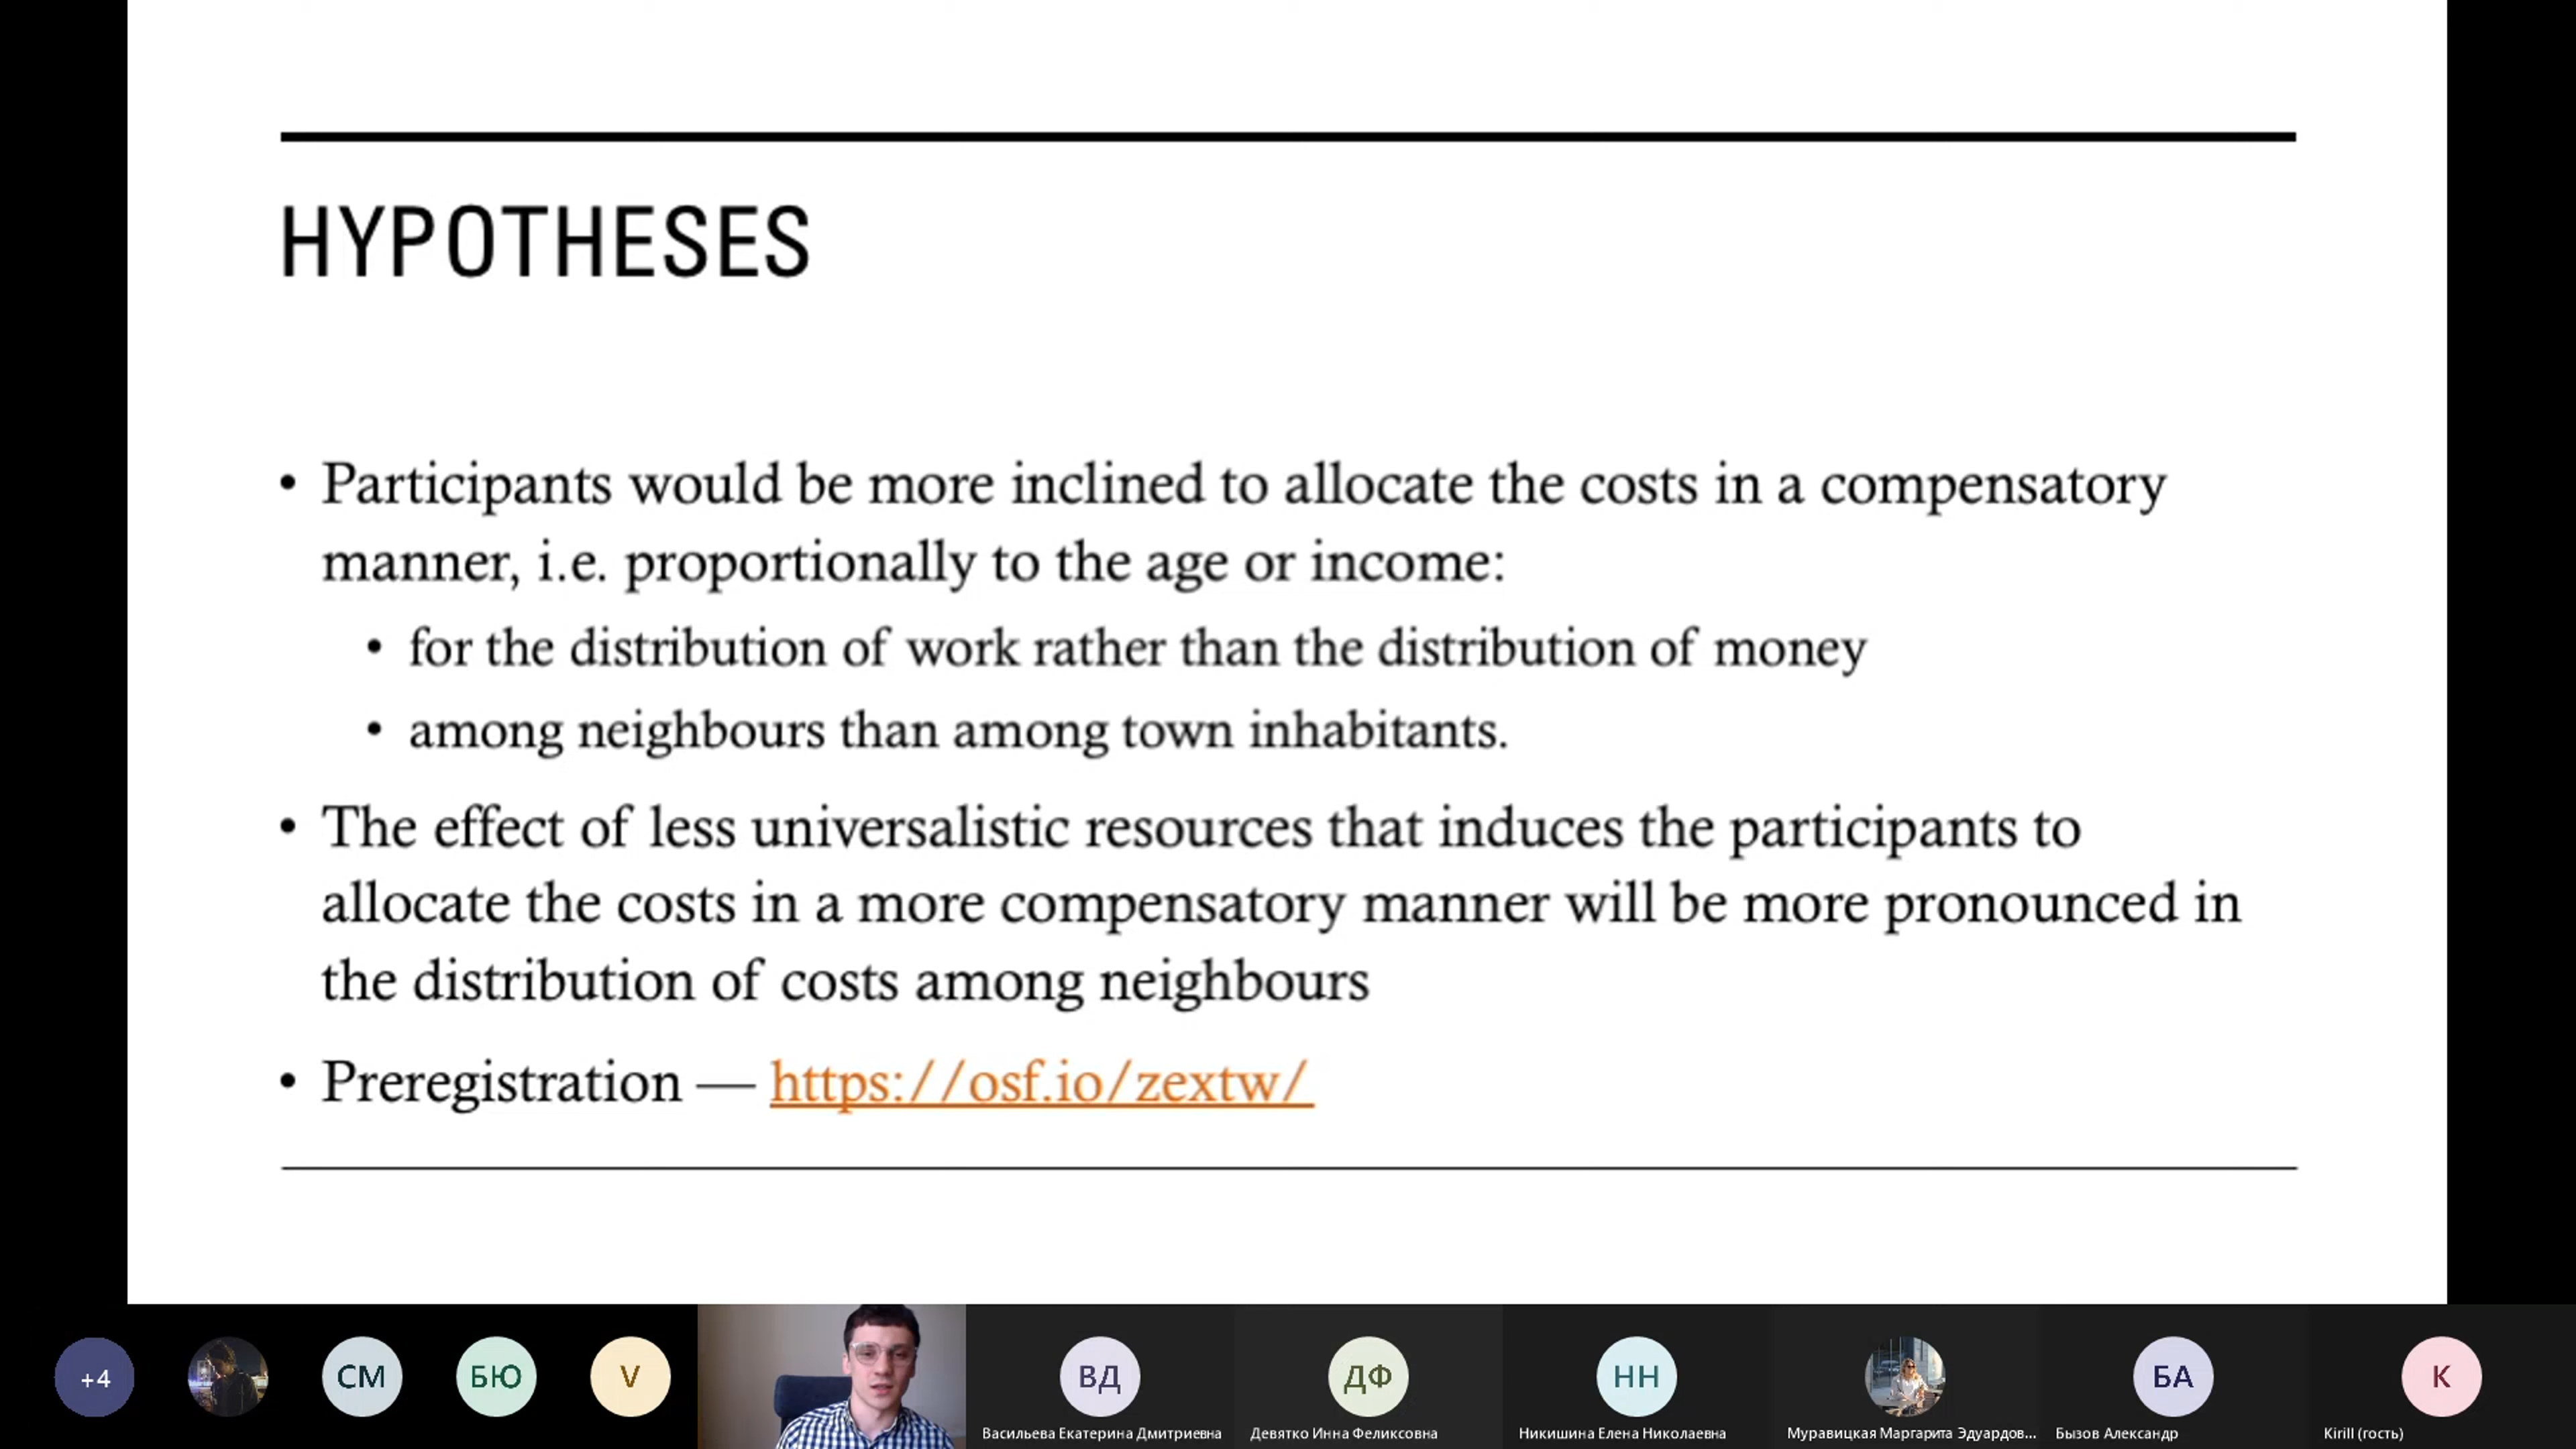 HYPOTHESES
• Participants would be more inclined to allocate the costs in a compensatory
manner, i.e. proportionally to the age or income:
• for the distribution of work rather than the distribution of money
• among neighbours than among town inhabitants.
• The effect of less universalistic resources that induces the participants to
allocate the costs in a more compensatory manner will be more pronounced in
the distribution of costs among neighbours
• Preregistration — https://osf.io/zextw/
+4
СМ
БЮ
V
ВД
ДФ
НН
БА
K
Васильева Екатерина Дмитриевна
Девятко Инна Феликсовна
Никишина Елена Николаевна
Муравицкая Маргарита Эдуардов...
Бызов Александр
Kirill (гость)